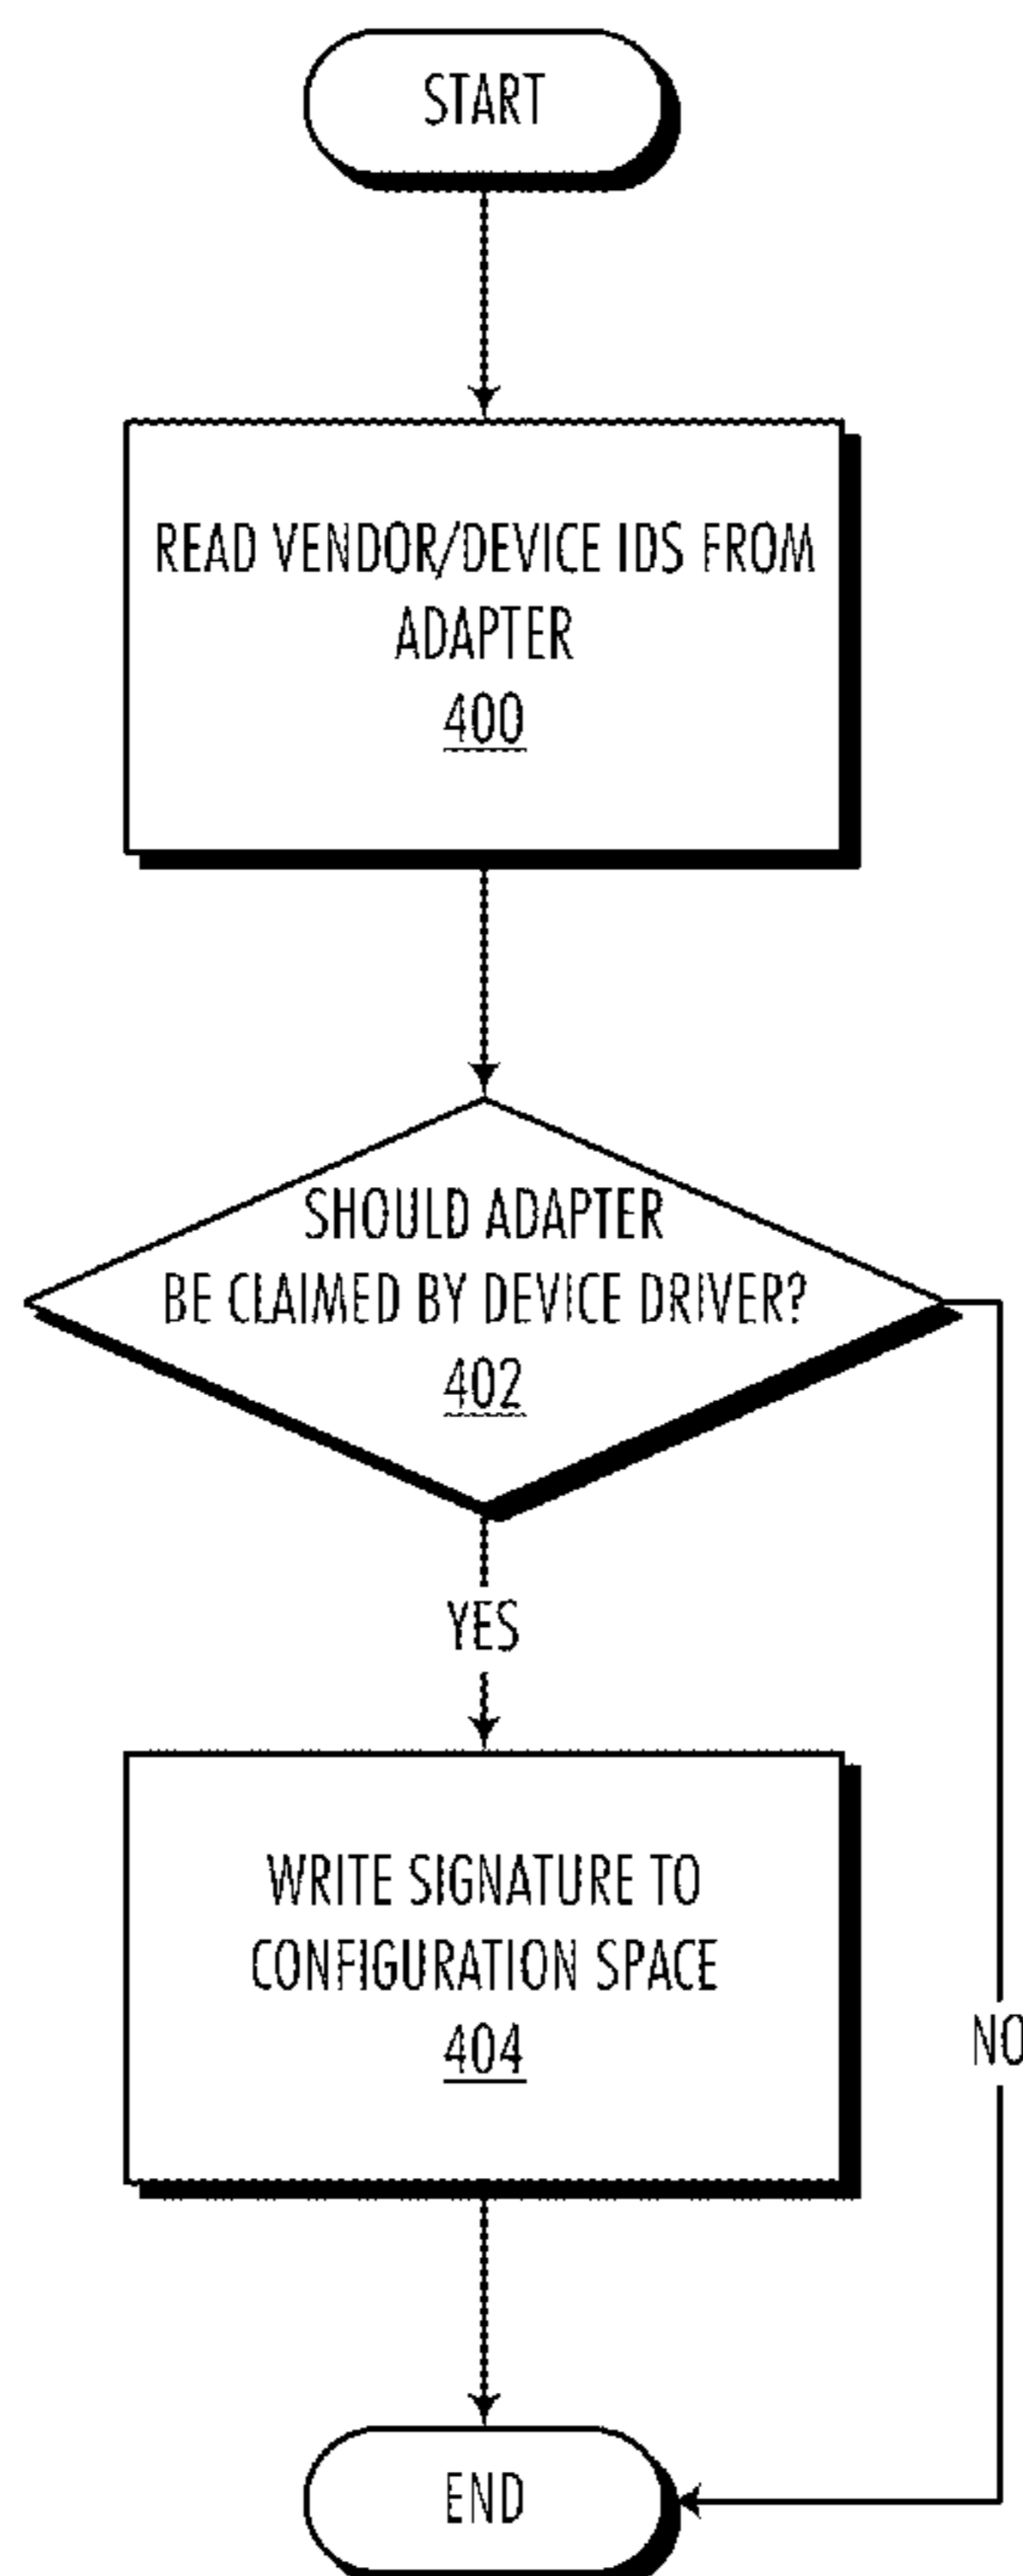 START
READ VENDOR/DEVICE IDS FROM
ADAPTER
400
SHOULD ADAPTER
BE CLAIMED BY DEVICE DRIVER?
402
YES
WRITE SIGNATURE TO
CONFIGURATION SPACE
404
NO
END